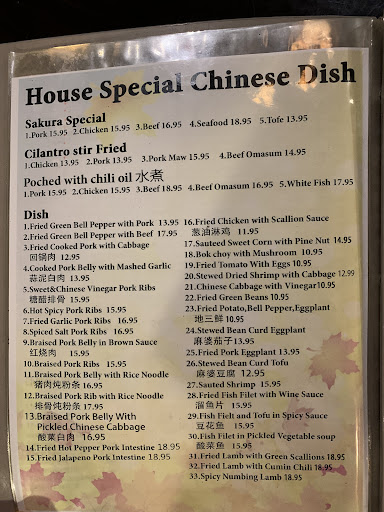 House Special Chinese Dish
Sakura Special
1.Pork 15.95 2.Chicken 15.95 3.Beef 16.95 4.Seafood 18.95 5.Tofe 13.95
Cilantro stir Fried
1.Chicken 13.95 2.Pork 13.95 3.Pork Maw 15.95 4.Beef Omasum 14.95
Poched with chili oil 水煮
1.Pork 15.95 2.Chicken 15.95 3.Beef 18.95 4.Beef Omasum 16.95 5.White Fish 17.95
Dish
1.Fried Green Bell Pepper with Pork 13.95
2.Fried Green Bell Pepper with Beef 17.95
3.Fried Cooked Pork with Cabbage
回锅肉 12.95
4.Cooked Pork Belly with Mashed Garlic
蒜泥白肉 13.95
5.Sweet&Chinese Vinegar Pork Ribs
糖醋排骨 15.95
6.Hot Spicy Pork Ribs 15.95
7.Fried Garlic Pork Ribs 16.95
8.Spiced Salt Pork Ribs 16.95
9.Braised Pork Belly in Brown Sauce
红烧肉 15.95
10.Braised Pork Ribs 15.95
11.Braised Pork Belly with Rice Noodle
猪肉炖粉条16.95
12.Braised Pork Rib with Rice Noodle
排骨炖粉条17.95
13.Braised Pork Belly With
Pickled Chinese Cabbage
酸菜白肉 16.95
14.Fried Hot Pepper Pork Intestine 18.95
15.Fried Jalapeno Pork Intestine 18.95
16.Fried Chicken with Scallion Sauce
葱油淋鸡 11.95
17.Sauteed Sweet Corn with Pine Nut 14.95
18.Bok choy with Mushroom 10.95
19.Fried Tomato With Eggs 10.95
20.Stewed Dried Shrimp with Cabbage 12.99
21.Chinese Cabbage with Vinegar10.95
22.Fried Green Beans 10.95
23.Fried Potato,Bell Pepper,Eggplant
地三鲜 10.95
24.Stewed Bean Curd Eggplant
麻婆茄子13.95
25.Fried Pork Eggplant 13.95
26.Stewed Bean Curd Tofu
麻婆豆腐 12.95
27.Sauted Shrimp 15.95
28.Fried Fish Filet with Wine Sauce
溜鱼片 15.95
29.Fish Fielt and Tofu in Spicy Sauce
豆花鱼 15.95
30.Fish Filet in Pickled Vegetable soup
酸菜鱼 15.95
31.Fried Lamb with Green Scallions 18.95
32.Fried Lamb with Cumin Chili 18.95
33.Spicy Numbing Lamb 18.95